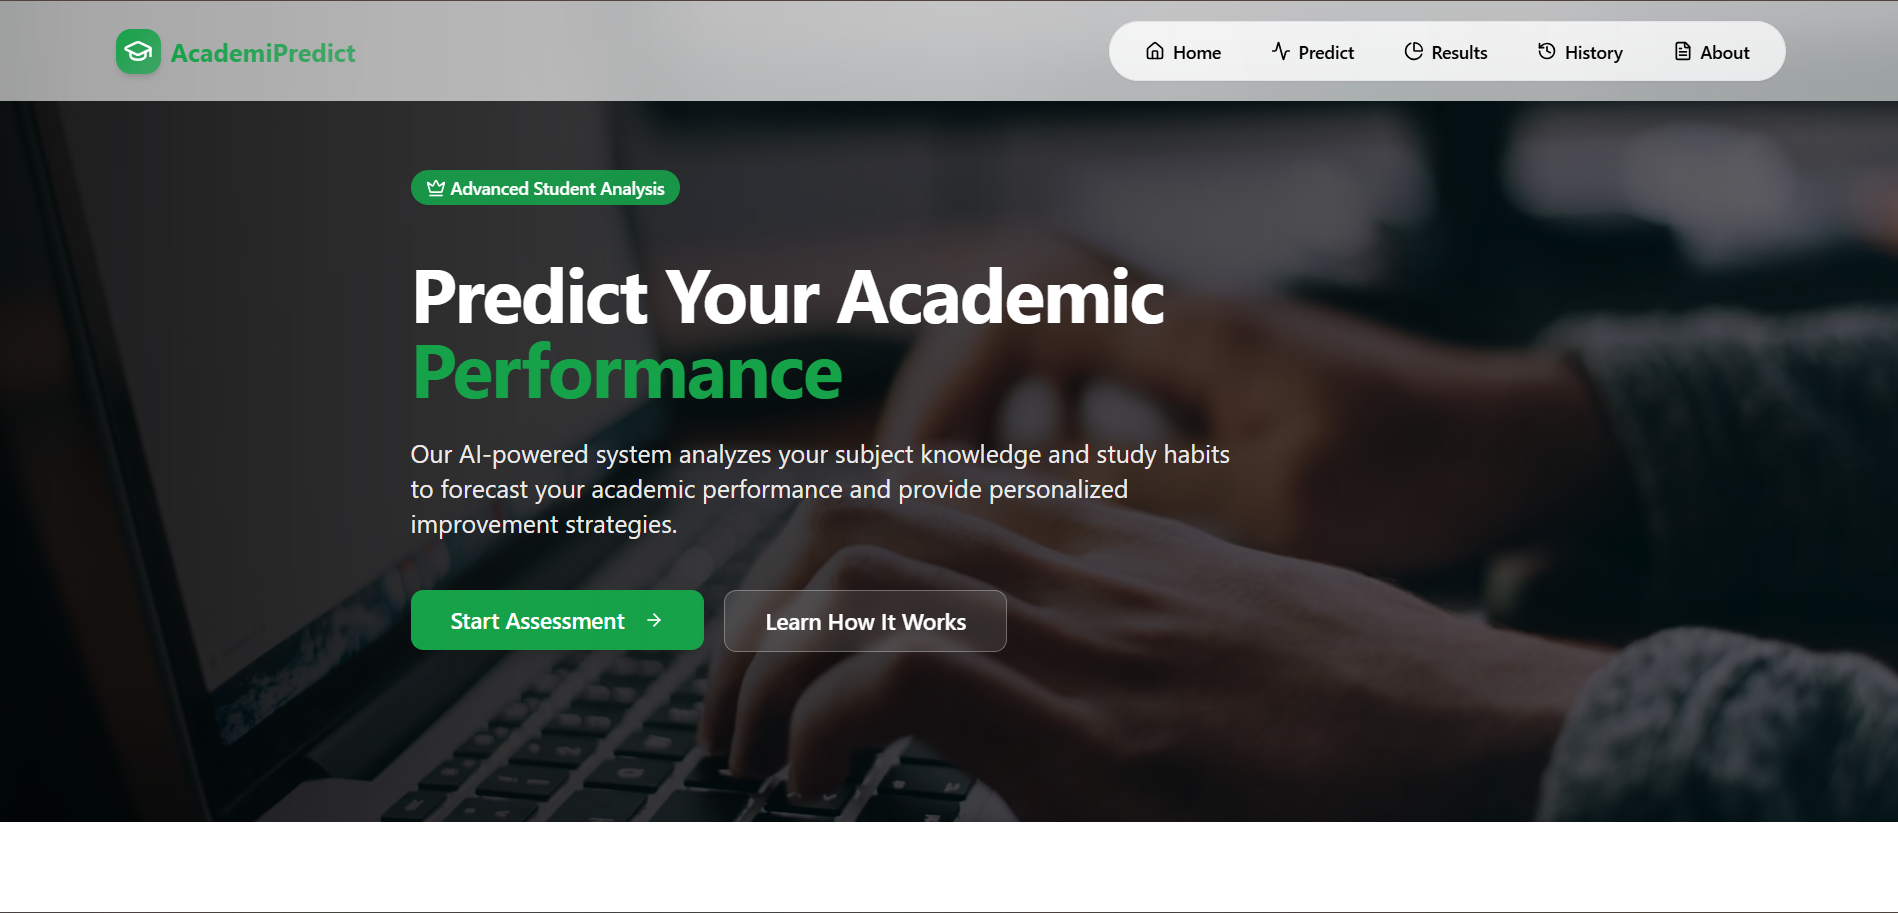 AcademiPredict
Home
Predict
Results
History
About
Advanced Student Analysis
Predict Your Academic
Performance
Our AI-powered system analyzes your subject knowledge and study habits
to forecast your academic performance and provide personalized
improvement strategies.
Start Assessment →
Learn How It Works